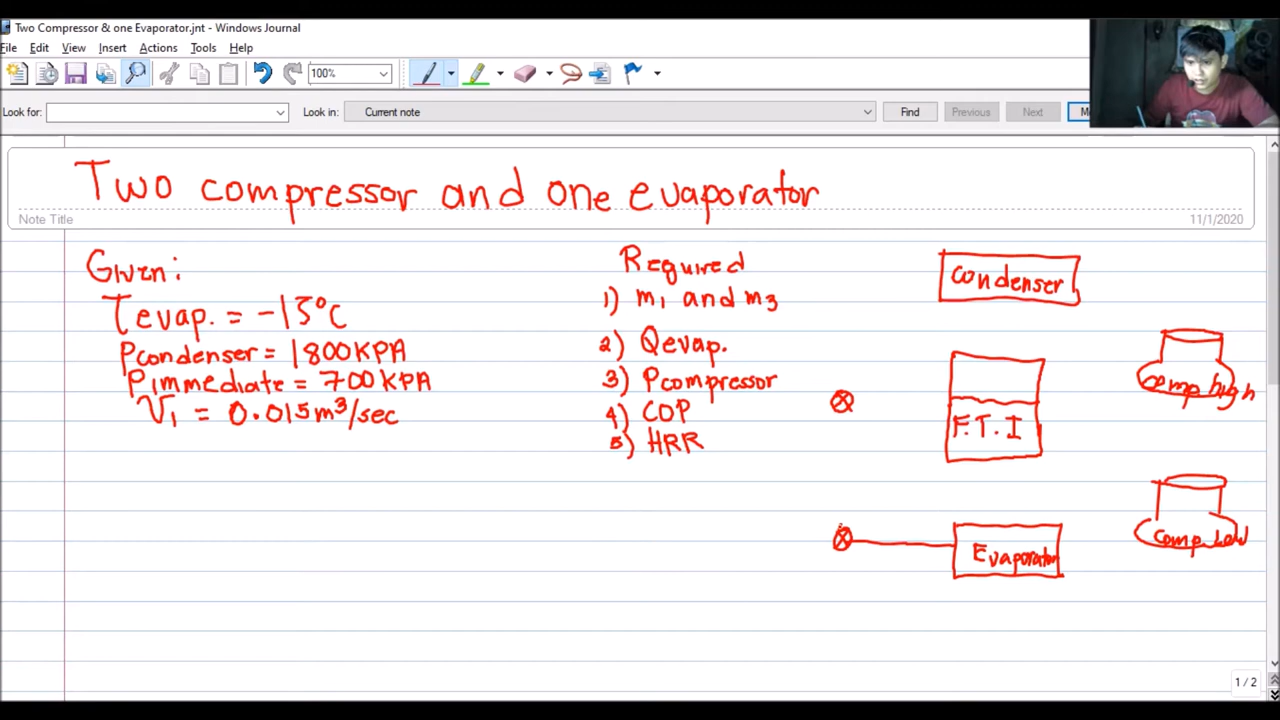 Two Compressor & one Evaporator.jnt - Windows Journal
File Edit View Insert Actions Tools Help
100%
Look for: Look in: Current note Find Previous Next
Two compressor and one evaporator
Note Title 11/1/2020
Given:
Tevap. = -15°C
Pcondenser = 1800KPA
Pimmediate = 700KPA
V1 = 0.015m³/sec
Required
1) m1 and m3
2) Qevap.
3) Pcompressor
4) COP
5) HRR
condenser
comp.high
F.T.I
comp.Low
Evaporator
1 / 2